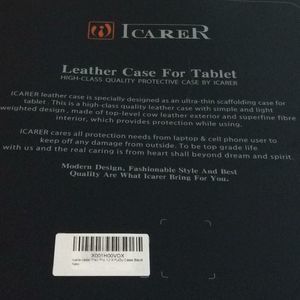 ICARER
Leather Case For Tablet
HIGH-CLASS QUALITY PROTECTIVE CASE BY ICARER
ICARER leather case is specially designed as an ultra-thin scaffolding case for
tablet . This is a high-class quality leather case with simple and light
weighted design , made of top-level cow leather exterior and superfine fibre
interior, which provides protection while using.
ICARER cares all protection needs from laptop & cell phone user to
keep off any damage from outside. To be top grade life
with us and the real caring is from heart shall beyond dream and spirit.
Modern Design, Fashionable Style And Best
Quality Are What Icarer Bring For You.
X001H00VOX